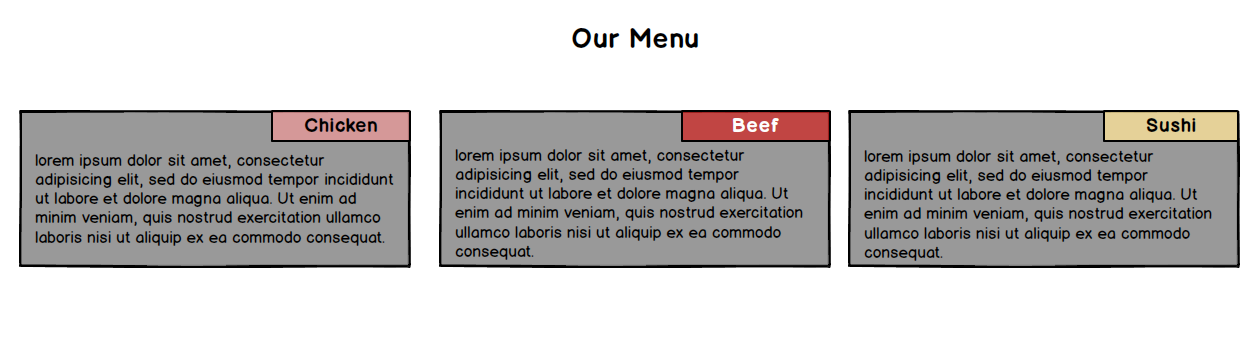 Our Menu
Chicken
lorem ipsum dolor sit amet, consectetur
adipisicing elit, sed do eiusmod tempor incididunt
ut labore et dolore magna aliqua. Ut enim ad
minim veniam, quis nostrud exercitation ullamco
laboris nisi ut aliquip ex ea commodo consequat.
Beef
lorem ipsum dolor sit amet, consectetur
adipisicing elit, sed do eiusmod tempor
incididunt ut labore et dolore magna aliqua. Ut
enim ad minim veniam, quis nostrud exercitation
ullamco laboris nisi ut aliquip ex ea commodo
consequat.
Sushi
lorem ipsum dolor sit amet, consectetur
adipisicing elit, sed do eiusmod tempor
incididunt ut labore et dolore magna aliqua. Ut
enim ad minim veniam, quis nostrud exercitation
ullamco laboris nisi ut aliquip ex ea commodo
consequat.